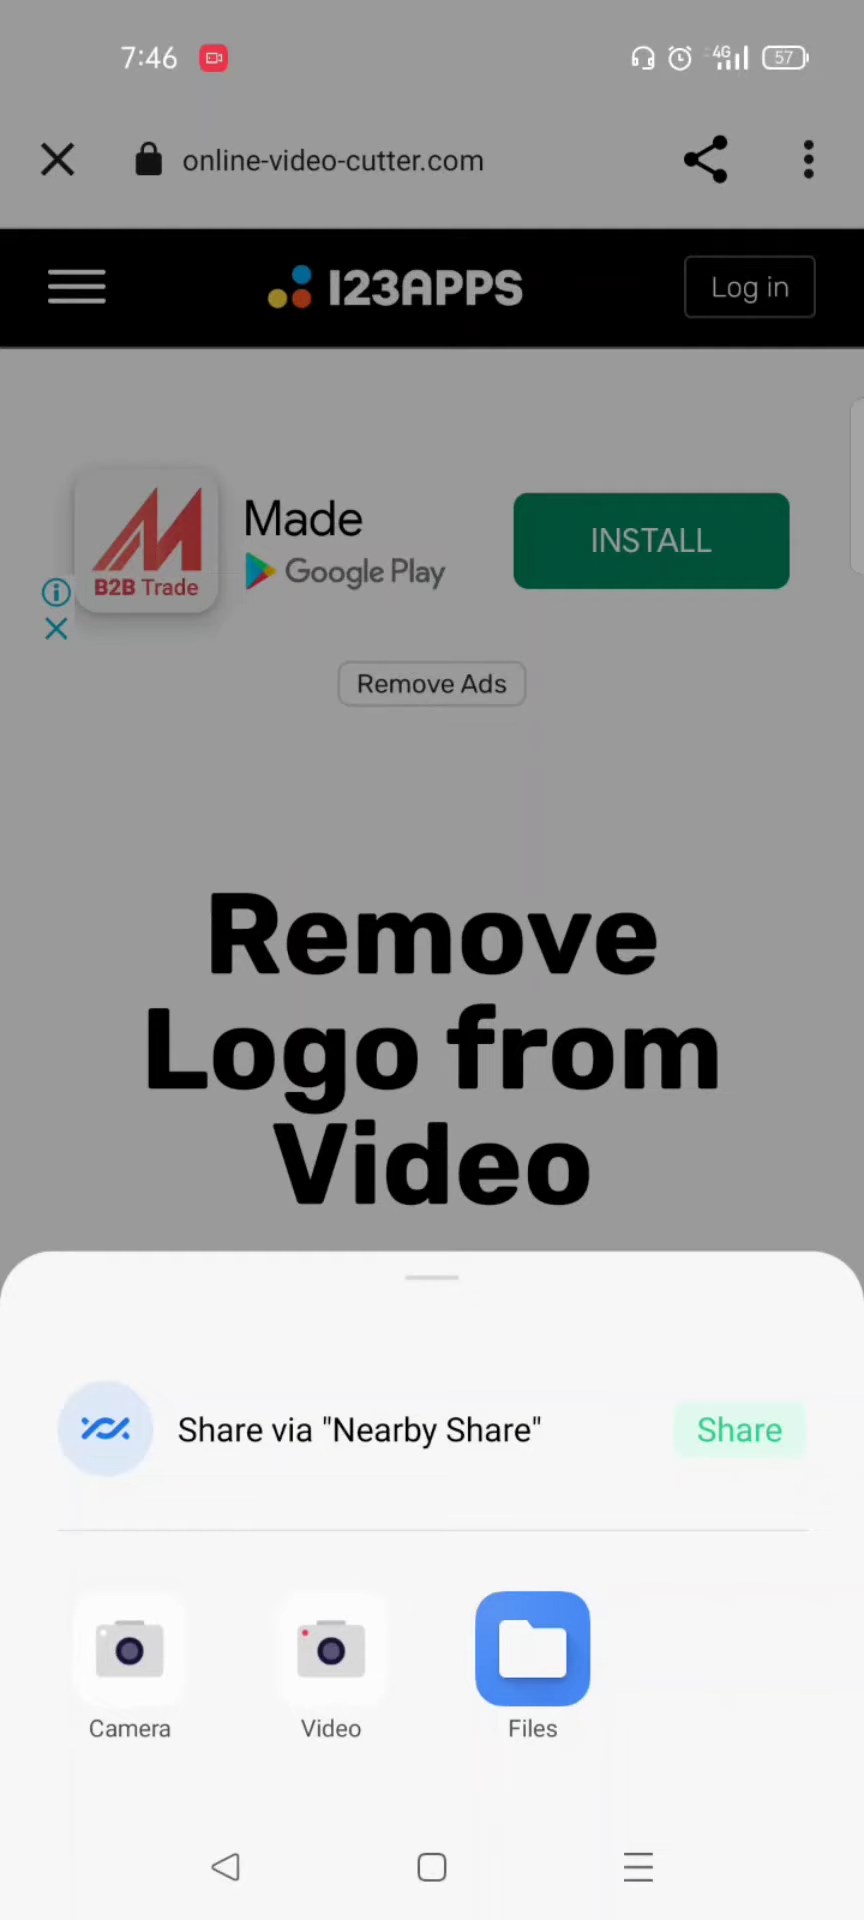 7:46
4G
57
online-video-cutter.com
123APPS
Log in
B2B Trade
Made
Google Play
INSTALL
Remove Ads
Remove
Logo from
Video
Share via "Nearby Share"
Share
Camera
Video
Files